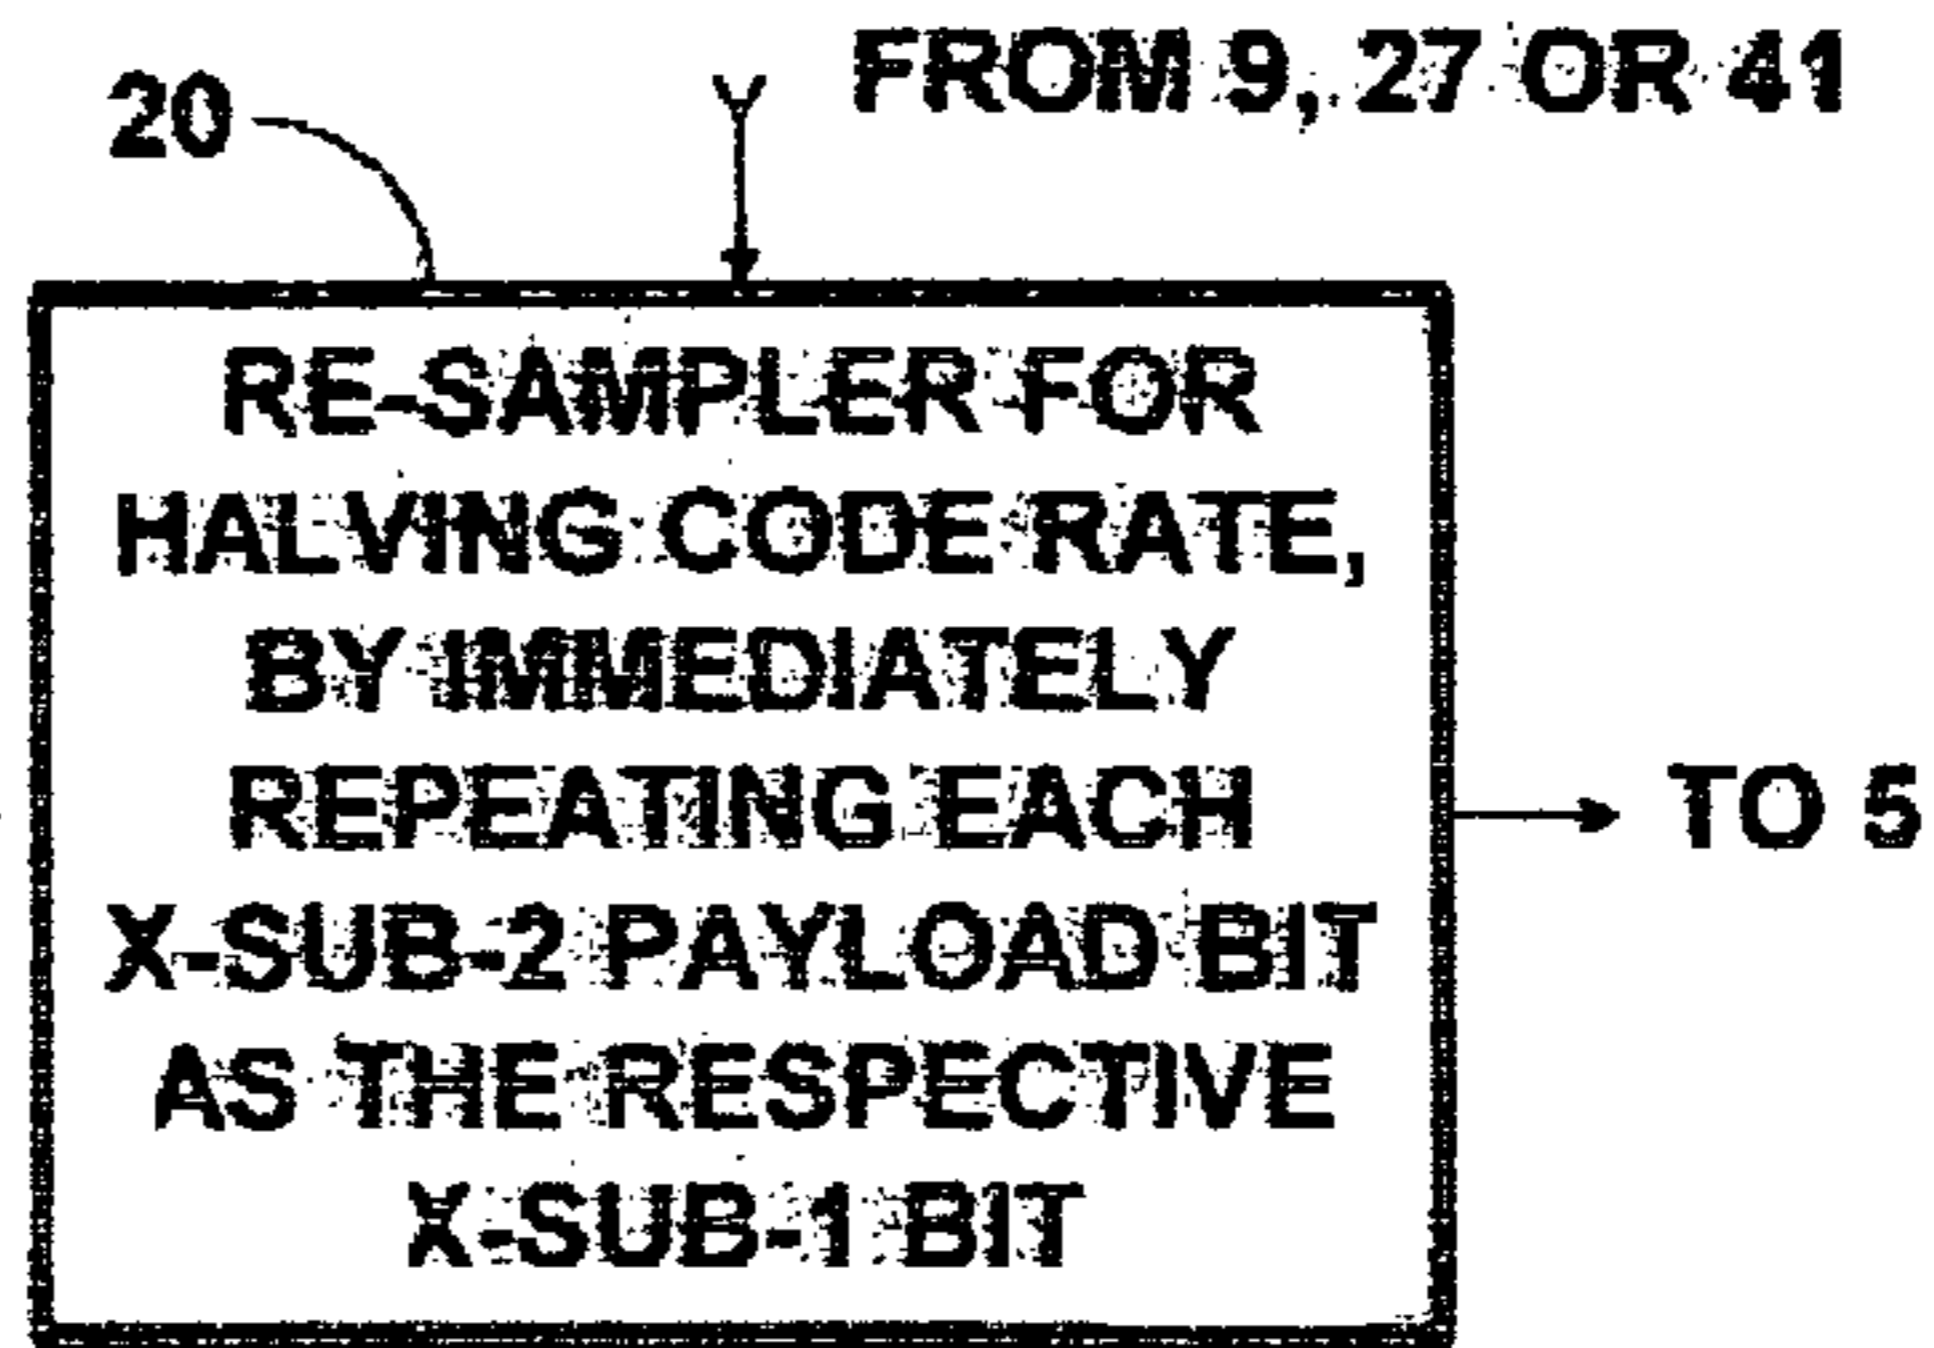 20
FROM 9, 27 OR 41
RE-SAMPLER FOR
HALVING CODE RATE,
BY IMMEDIATELY
REPEATING EACH
X-SUB-2 PAYLOAD BIT
AS THE RESPECTIVE
X-SUB-1 BIT
TO 5